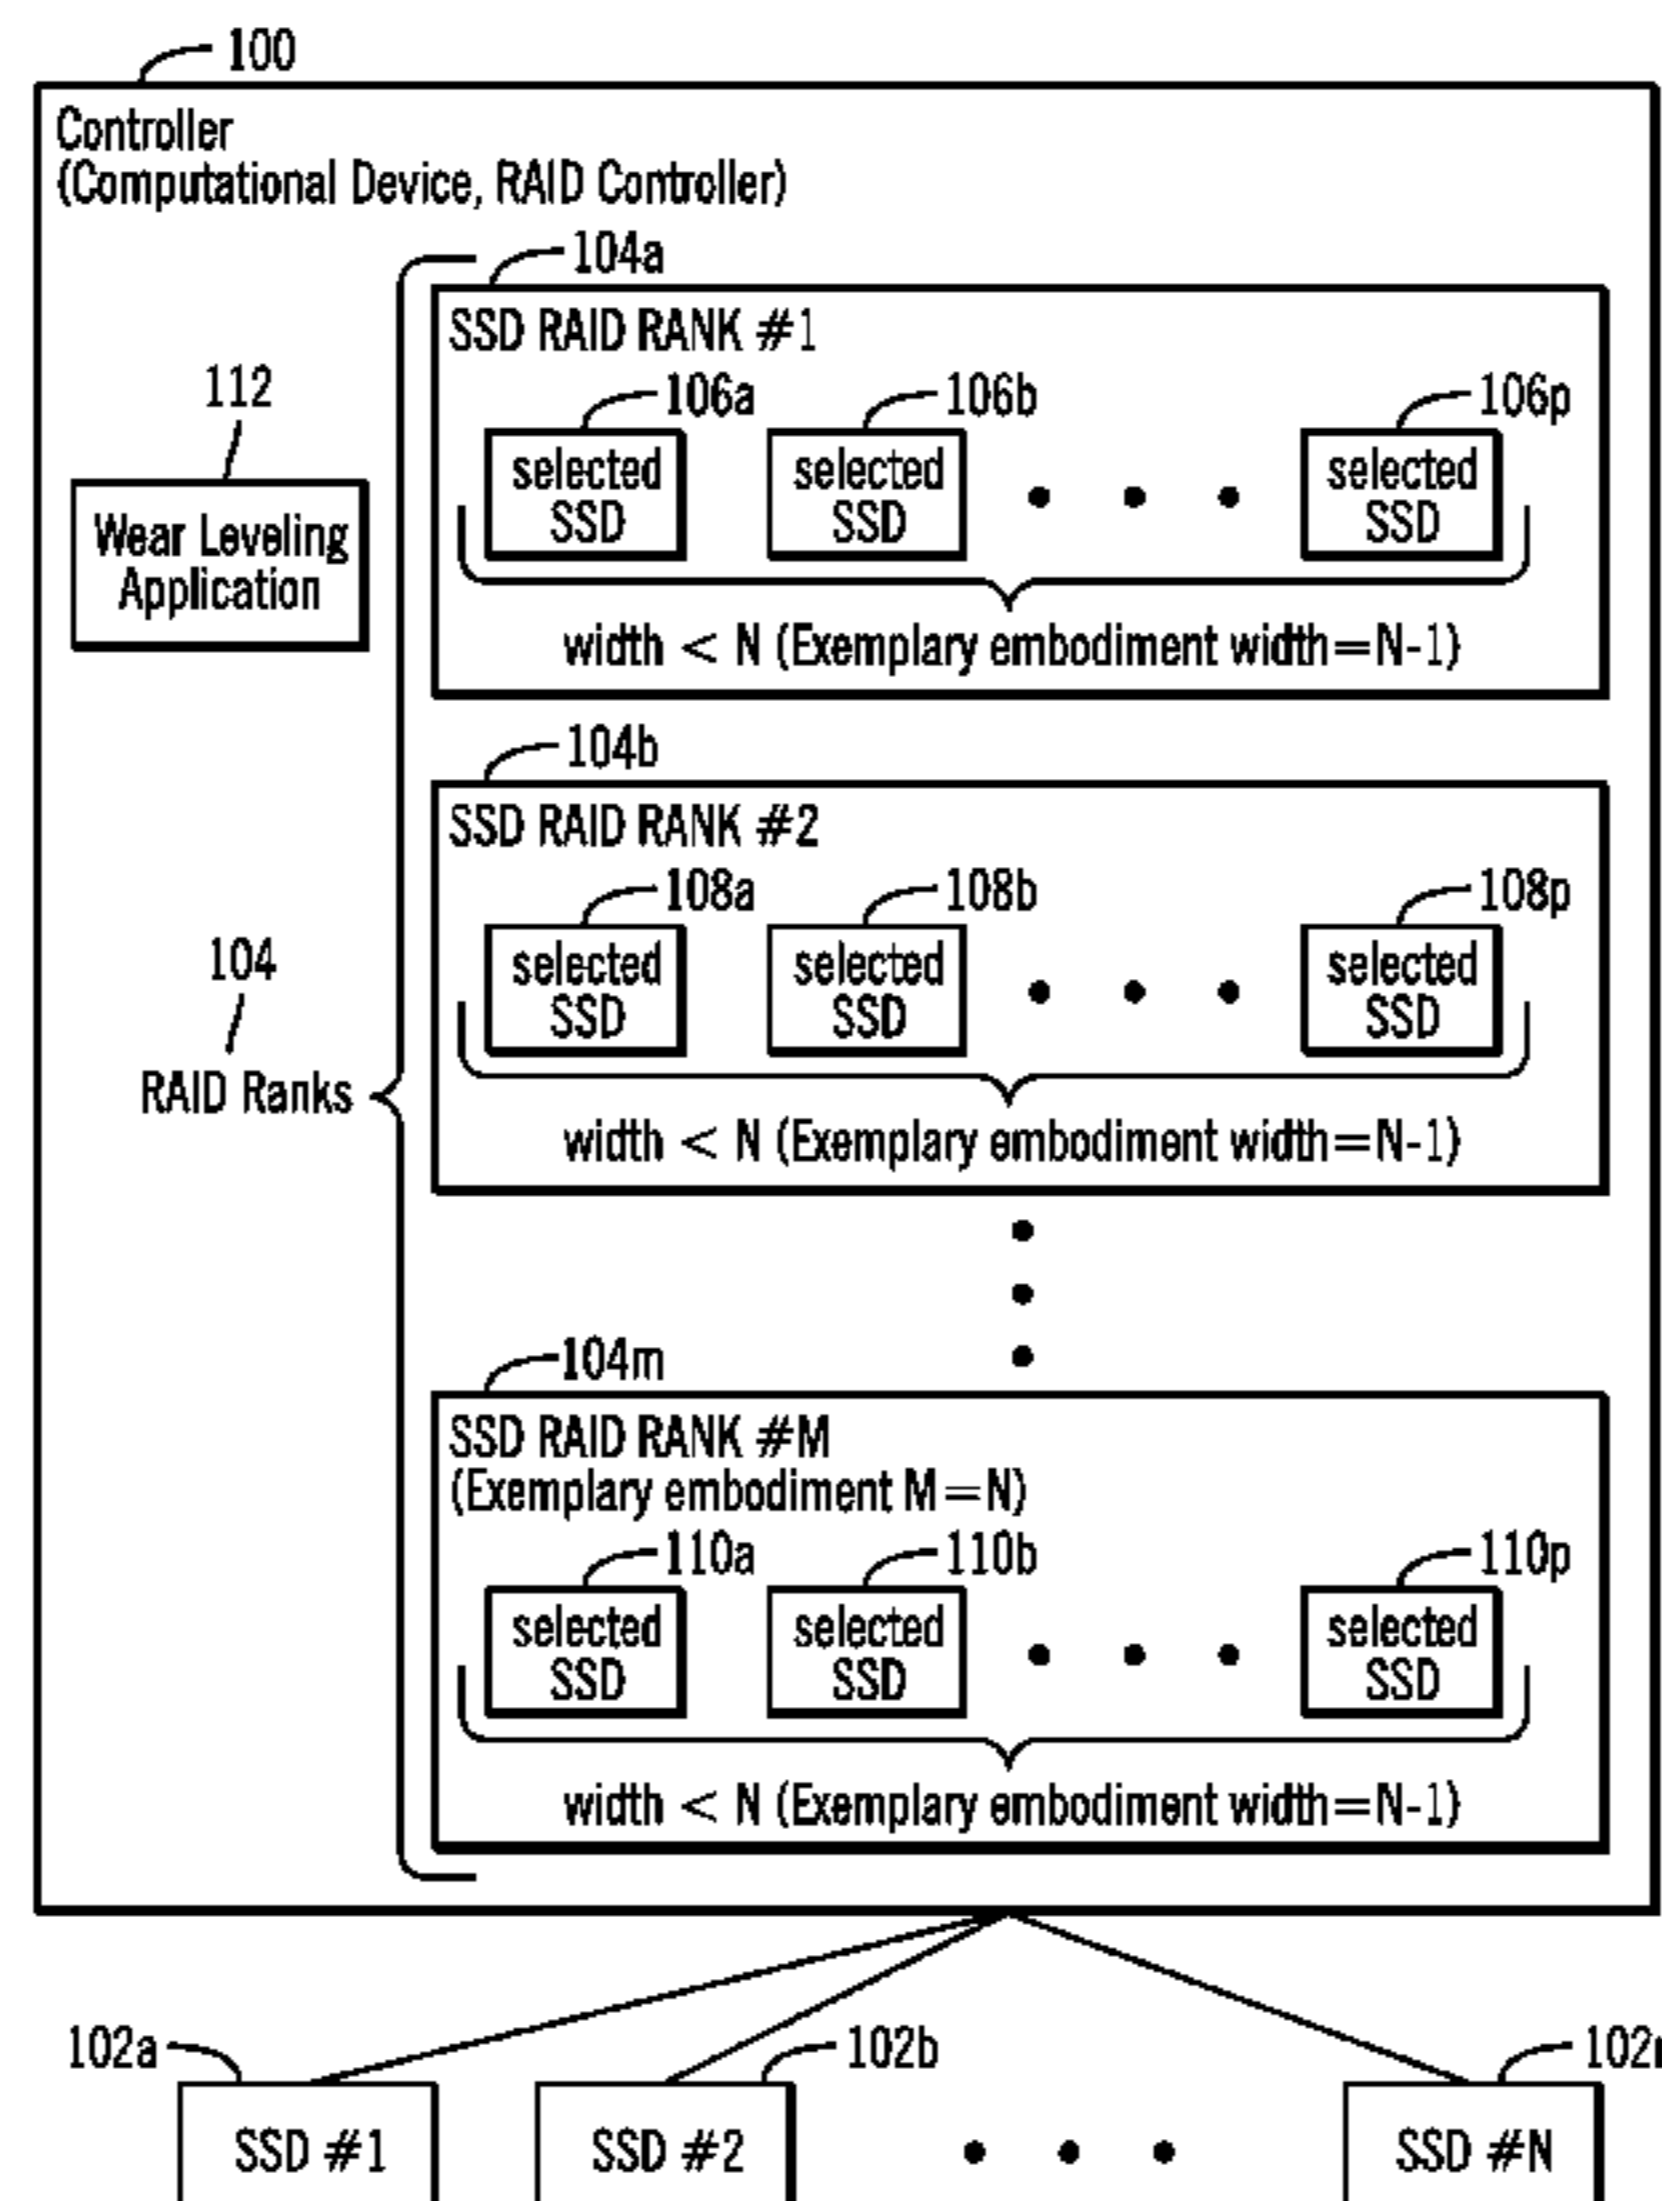 100
Controller
(Computational Device, RAID Controller)
104a
SSD RAID RANK #1
112
106a
106b
106p
selected
SSD
selected
SSD
selected
SSD
Wear Leveling
Application
width < N (Exemplary embodiment width=N-1)
104b
SSD RAID RANK #2
108a
108b
108p
selected
SSD
selected
SSD
selected
SSD
104
RAID Ranks
width < N (Exemplary embodiment width=N-1)
104m
SSD RAID RANK #M
(Exemplary embodiment M=N)
110a
110b
110p
selected
SSD
selected
SSD
selected
SSD
width < N (Exemplary embodiment width=N-1)
102a
102b
SSD #1
SSD #2
SSD #N